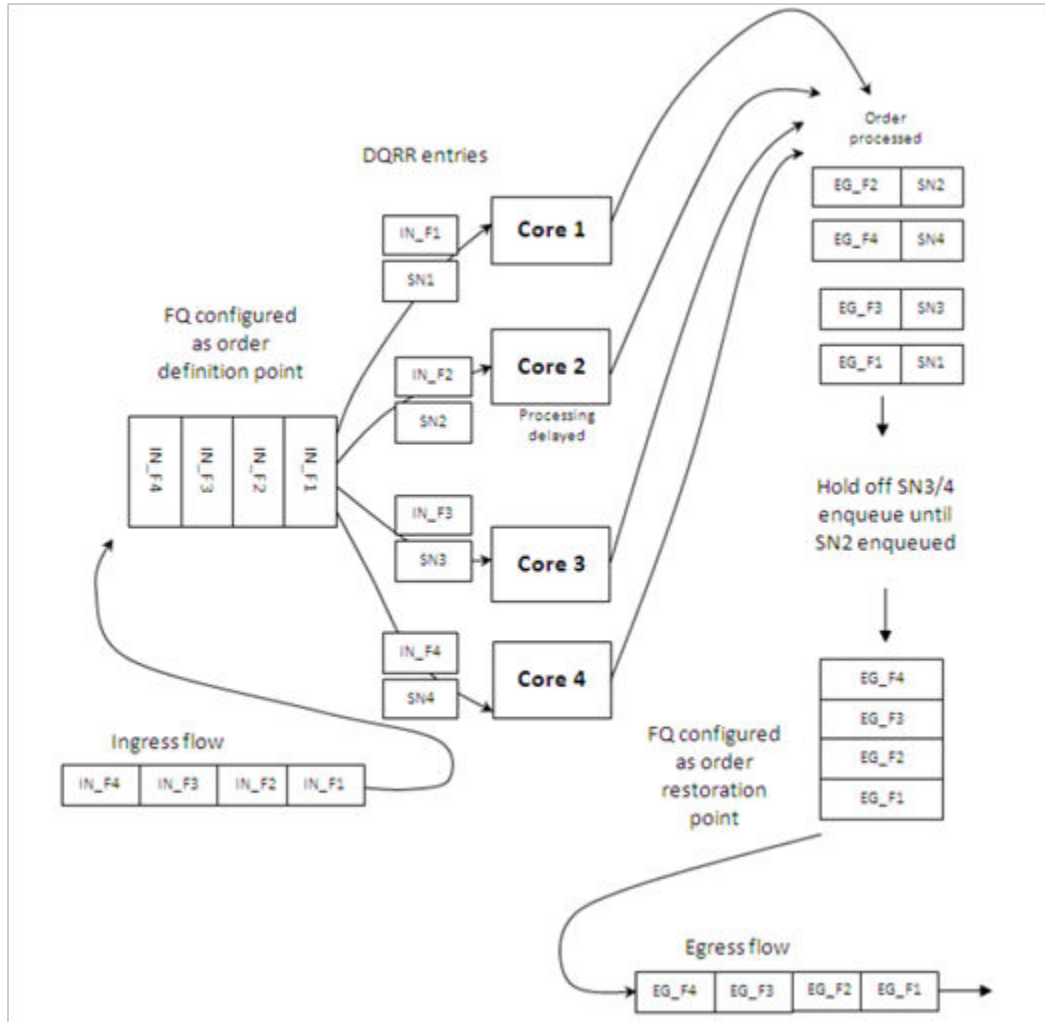 Order
processed
DQRR entries
EG_F2 SN2
IN_F1
Core 1
EG_F4 SN4
SN1
FQ configured
as order
definition point
EG_F3 SN3
IN_F2
Core 2
EG_F1 SN1
SN2
Processing
delayed
IN_F4 IN_F3 IN_F2 IN_F1
Hold off SN3/4
enqueue until
SN2 enqueued
IN_F3
SN3
Core 3
IN_F4
Core 4
SN4
EG_F4
EG_F3
EG_F2
EG_F1
FQ configured
as order
restoration
point
Ingress flow
IN_F4 IN_F3 IN_F2 IN_F1
Egress flow
EG_F4 EG_F3 EG_F2 EG_F1